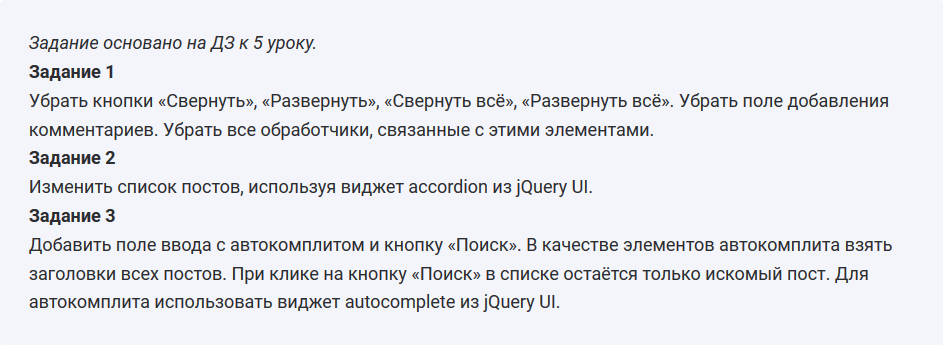 Задание основано на ДЗ к 5 уроку.
Задание 1
Убрать кнопки «Свернуть», «Развернуть», «Свернуть всё», «Развернуть всё». Убрать поле добавления
комментариев. Убрать все обработчики, связанные с этими элементами.
Задание 2
Изменить список постов, используя виджет accordion из jQuery UI.
Задание 3
Добавить поле ввода с автокомплитом и кнопку «Поиск». В качестве элементов автокомплита взять
заголовки всех постов. При клике на кнопку «Поиск» в списке остаётся только искомый пост. Для
автокомплита использовать виджет autocomplete из jQuery UI.